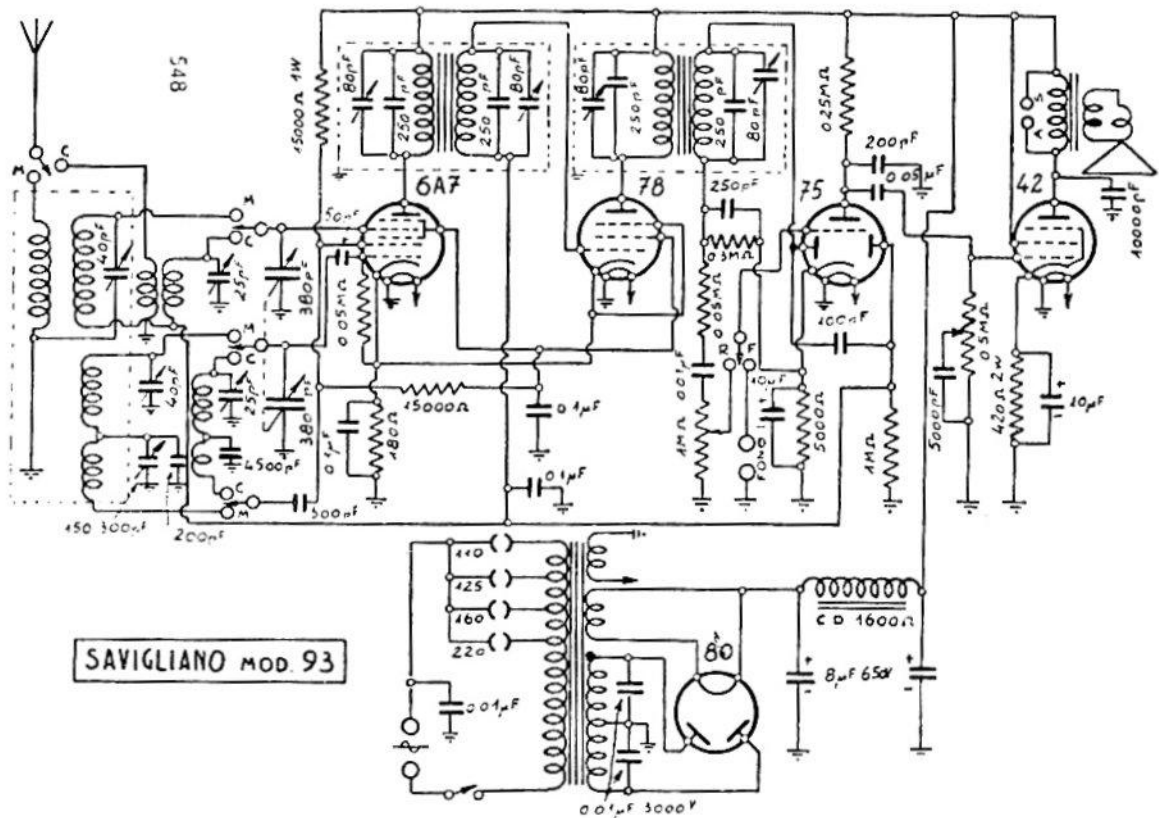 548
M
C
15000Ω 1W
80pF
250pF
250pF
80pF
6A7
80pF
250pF
250pF
80pF
78
0.25MΩ
200pF
0.05µF
75
S
A
42
10000pF
M
C
40pF
25pF
380pF
50pF
0.05MΩ
250pF
0.3MΩ
0.05MΩ
R
F
100pF
0.5MΩ
M
C
40pF
25pF
380pF
15000Ω
0.1µF
0.01µF
10µF
5000Ω
5000pF
420Ω 2W
10µF
4500pF
0.1µF
180Ω
1MΩ
FONO
1MΩ
C
M
500pF
0.1µF
150 300pF
200pF
110
125
160
220
80
CD 1600Ω
8µF 650V
SAVIGLIANO MOD. 93
0.01µF
0.01µF 3000V